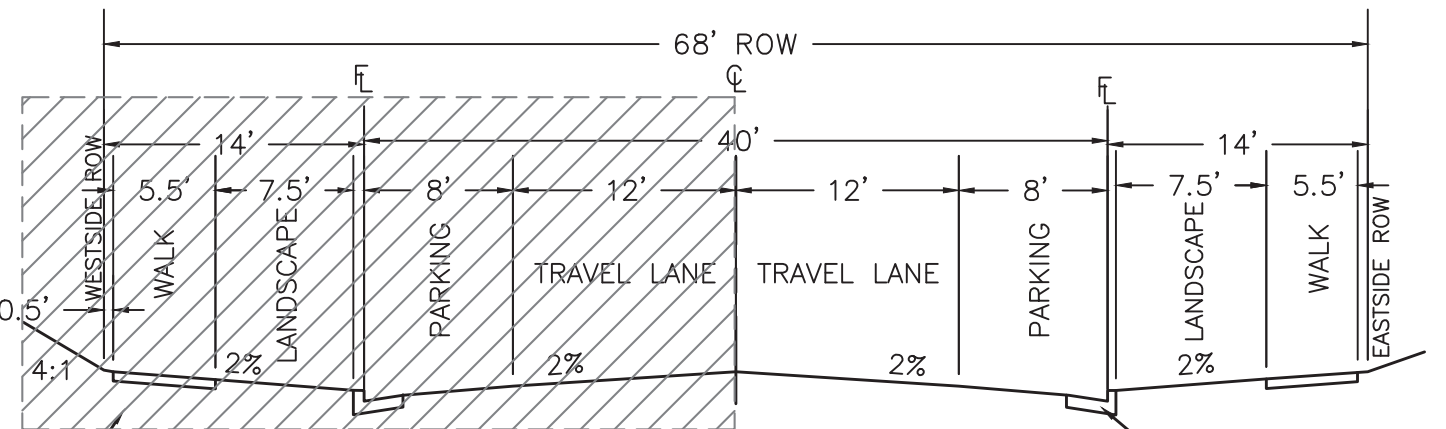 68' ROW
FL
CL
FL
14'
40'
14'
5.5'
7.5'
8'
12'
12'
8'
7.5'
5.5'
WESTSIDE ROW
WALK
LANDSCAPE
PARKING
TRAVEL LANE
TRAVEL LANE
PARKING
LANDSCAPE
WALK
EASTSIDE ROW
0.5'
4:1
2%
2%
2%
2%